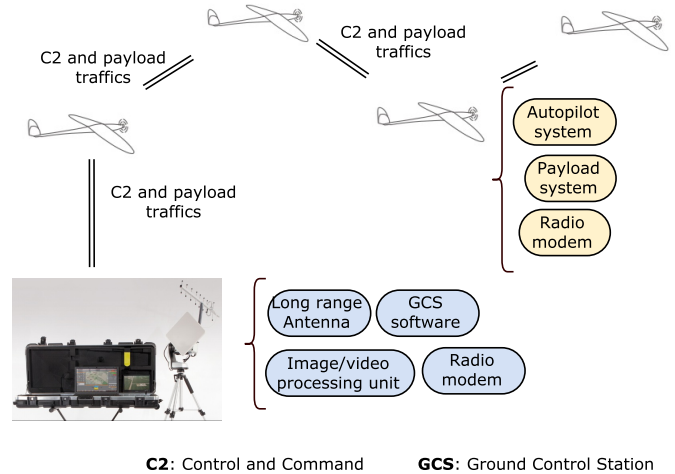 C2 and payload
traffics
C2 and payload
traffics
Autopilot
system
Payload
system
Radio
modem
C2 and payload
traffics
Long range
Antenna
GCS
software
Image/video
processing unit
Radio
modem
C2: Control and Command
GCS: Ground Control Station